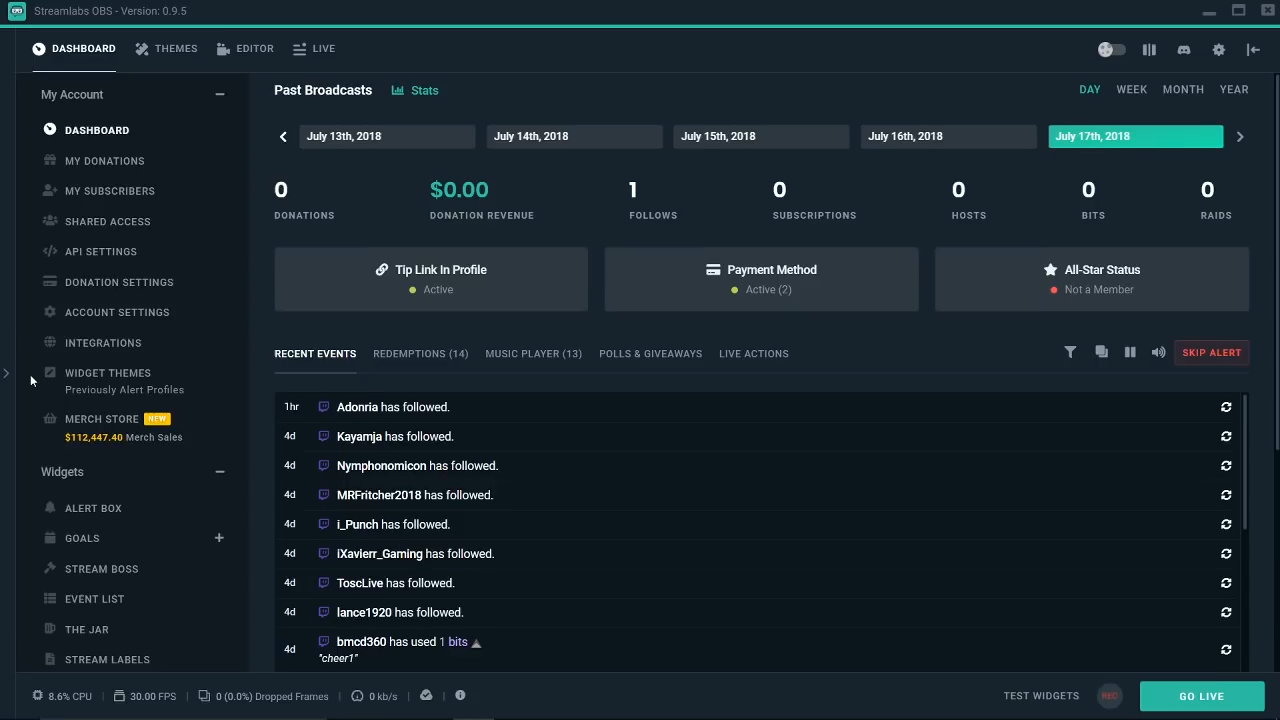 Streamlabs OBS - Version: 0.9.5
DASHBOARD THEMES EDITOR LIVE
My Account
DASHBOARD
MY DONATIONS
MY SUBSCRIBERS
SHARED ACCESS
API SETTINGS
DONATION SETTINGS
ACCOUNT SETTINGS
INTEGRATIONS
WIDGET THEMES
Previously Alert Profiles
MERCH STORE NEW
$112,447.40 Merch Sales
Widgets
ALERT BOX
GOALS
STREAM BOSS
EVENT LIST
THE JAR
STREAM LABELS
Past Broadcasts Stats DAY WEEK MONTH YEAR
July 13th, 2018 July 14th, 2018 July 15th, 2018 July 16th, 2018 July 17th, 2018
0 $0.00 1 0 0 0 0
DONATIONS DONATION REVENUE FOLLOWS SUBSCRIPTIONS HOSTS BITS RAIDS
Tip Link In Profile Payment Method All-Star Status
Active Active (2) Not a Member
RECENT EVENTS REDEMPTIONS (14) MUSIC PLAYER (13) POLLS & GIVEAWAYS LIVE ACTIONS SKIP ALERT
1hr Adonria has followed.
4d Kayamja has followed.
4d Nymphonomicon has followed.
4d MRFritcher2018 has followed.
4d i_Punch has followed.
4d iXavierr_Gaming has followed.
4d ToscLive has followed.
4d lance1920 has followed.
4d bmcd360 has used 1 bits
"cheer1"
8.6% CPU 30.00 FPS 0 (0.0%) Dropped Frames 0 kb/s TEST WIDGETS REC GO LIVE